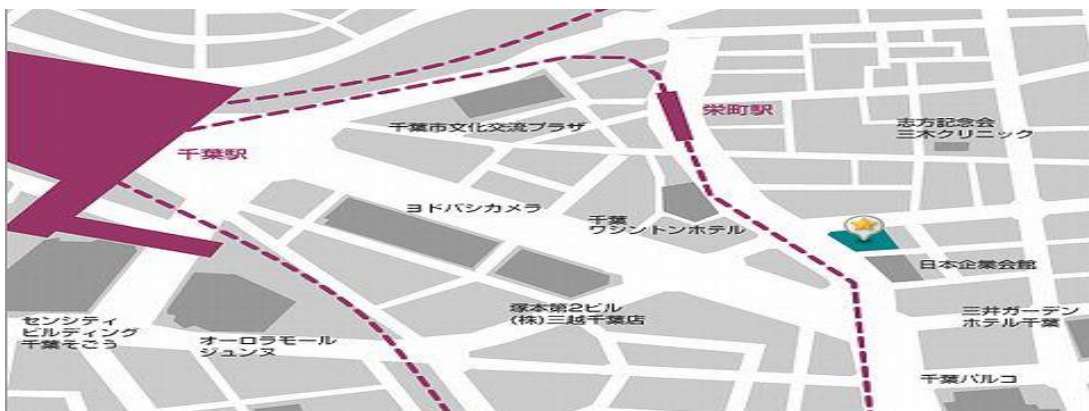 栄町駅
志方記念会
三木クリニック
千葉市文化交流プラザ
千葉駅
ヨドバシカメラ
千葉
ワシントンホテル
日本企業会館
塚本第2ビル
(株)三越千葉店
三井ガーデン
ホテル千葉
センシティ
ビルディング
千葉そごう
オーロラモール
ジュンヌ
千葉パルコ